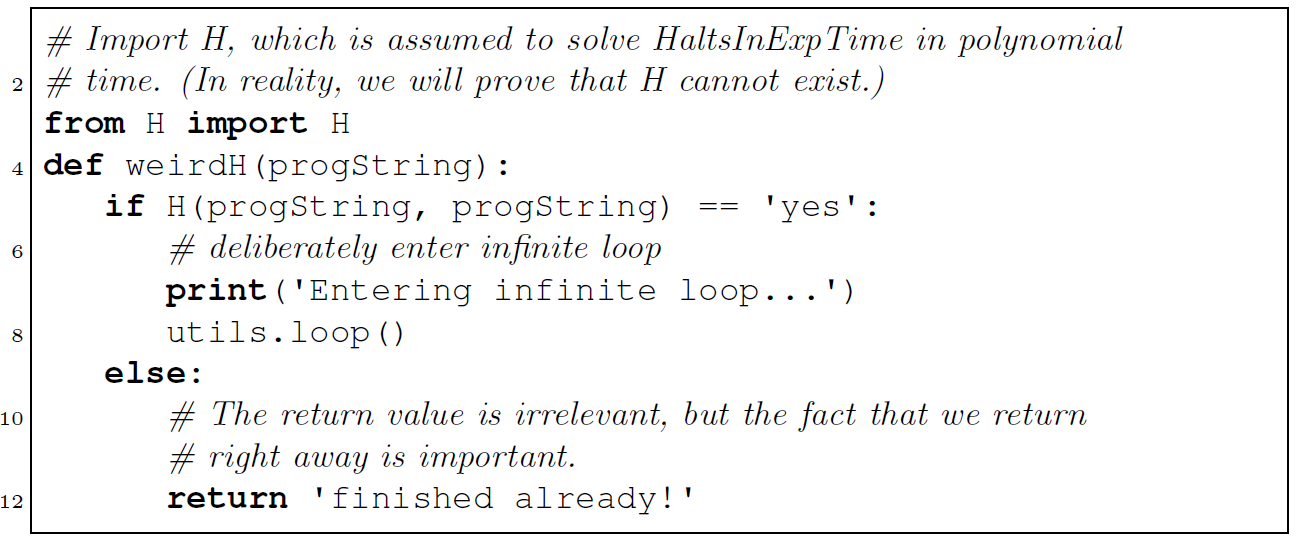 # Import H, which is assumed to solve HaltsInExpTime in polynomial
2 # time. (In reality, we will prove that H cannot exist.)
from H import H
4 def weirdH(progString):
if H(progString, progString) == 'yes':
6 # deliberately enter infinite loop
print('Entering infinite loop...')
8 utils.loop()
else:
10 # The return value is irrelevant, but the fact that we return
# right away is important.
12 return 'finished already!'